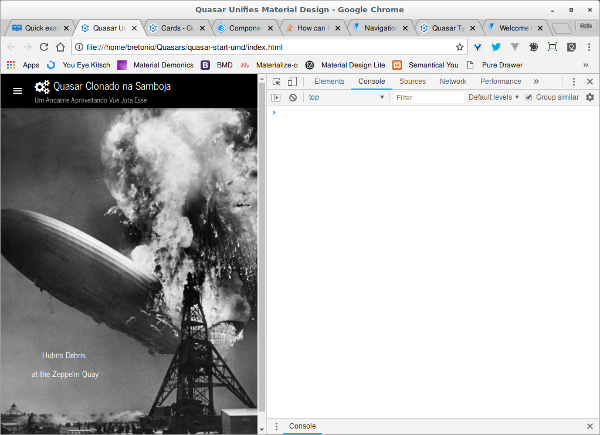 Quasar Unifies Material Design - Google Chrome
Quick exa
Quasar Un
Cards - Q
Compone
How can I
Navigation
Quasar Ty
Welcome
file:///home/bretonio/Quasars/quasar-start-umd/index.html
Apps
You Eye Kitsch
Material Demonics
BMD
Materialize-o
Material Design Lite
Semantical You
Pure Drawer
»
Quasar Clonado na Samboja
Um Andaime Aproveitando Vue Jota Esse
Hubris Debris
at the Zeppelin Quay
Elements
Console
Sources
Network
Performance
»
top
Filter
Default levels
Group similar
Console